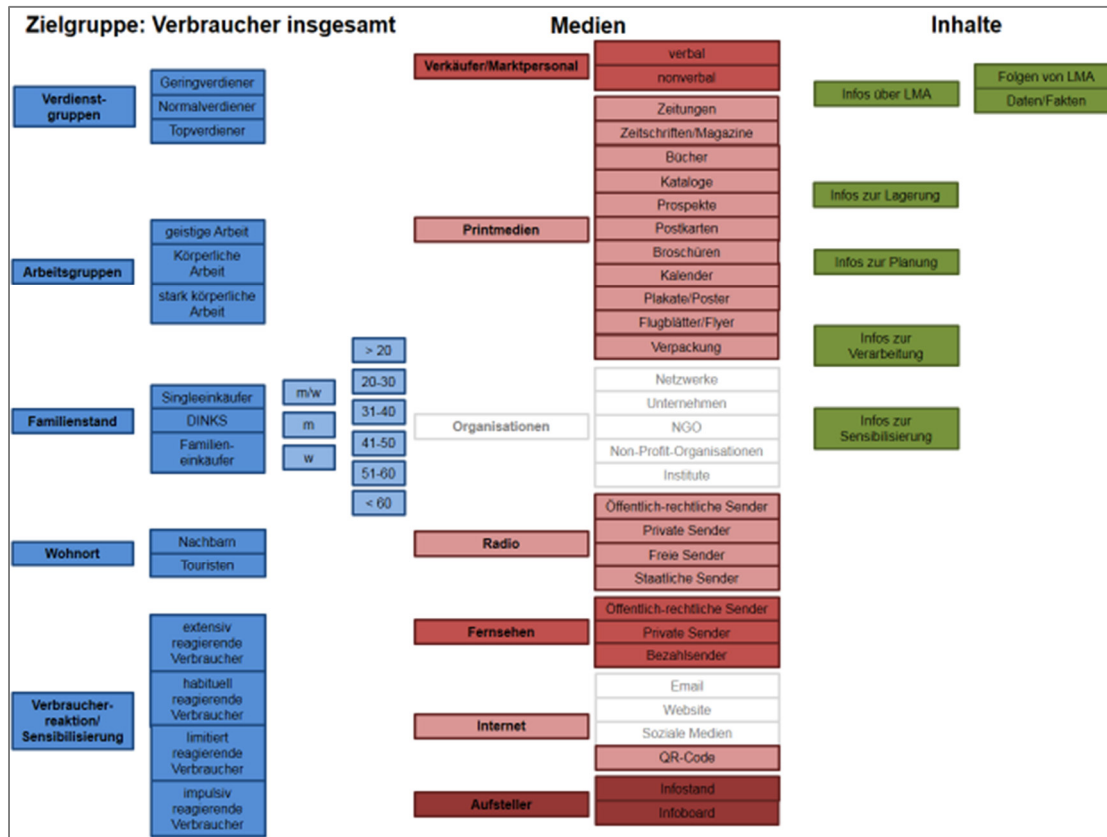 Zielgruppe: Verbraucher insgesamt
Verdienst-
gruppen
Geringverdiener
Normalverdiener
Topverdiener
Arbeitsgruppen
geistige Arbeit
Körperliche
Arbeit
stark körperliche
Arbeit
Familienstand
Singleeinkäufer
DINKS
Familien-
einkäufer
m/w
m
w
> 20
20-30
31-40
41-50
51-60
< 60
Wohnort
Nachbarn
Touristen
Verbraucher-
reaktion/
Sensibilisierung
extensiv
reagierende
Verbraucher
habituell
reagierende
Verbraucher
limitiert
reagierende
Verbraucher
impulsiv
reagierende
Verbraucher
Medien
Verkäufer/Marktpersonal
verbal
nonverbal
Printmedien
Zeitungen
Zeitschriften/Magazine
Bücher
Kataloge
Prospekte
Postkarten
Broschüren
Kalender
Plakate/Poster
Flugblätter/Flyer
Verpackung
Organisationen
Netzwerke
Unternehmen
NGO
Non-Profit-Organisationen
Institute
Radio
Öffentlich-rechtliche Sender
Private Sender
Freie Sender
Staatliche Sender
Fernsehen
Öffentlich-rechtliche Sender
Private Sender
Bezahlsender
Internet
Email
Website
Soziale Medien
QR-Code
Aufsteller
Infostand
Infoboard
Inhalte
Infos über LMA
Folgen von LMA
Daten/Fakten
Infos zur Lagerung
Infos zur Planung
Infos zur
Verarbeitung
Infos zur
Sensibilisierung